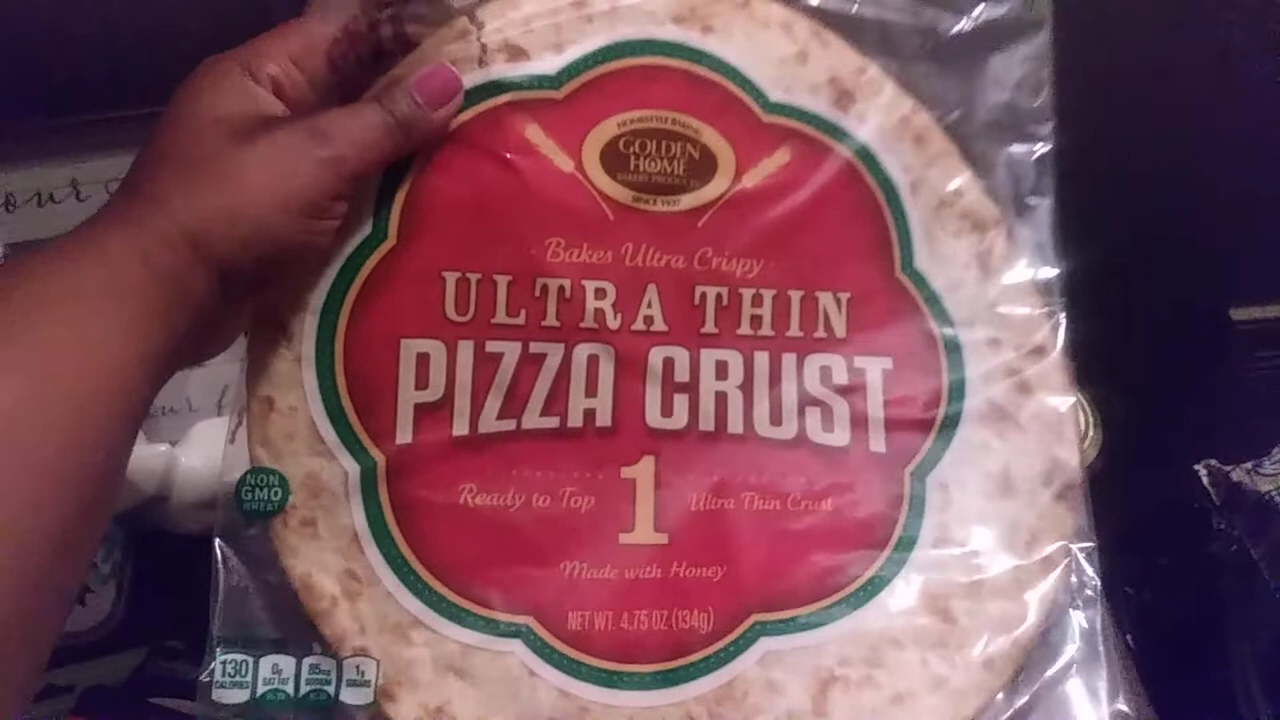 our
HOMESTYLE BAKING
GOLDEN
HOME
BAKERY PRODUCTS
SINCE 1937
Bakes Ultra Crispy
ULTRA THIN
PIZZA CRUST
Ready to Top 1 Ultra Thin Crust
Made with Honey
NET WT. 4.75 OZ (134g)
NON
GMO
WHEAT
130
CALORIES
0g
SAT FAT
85mg
SODIUM
1g
SUGARS